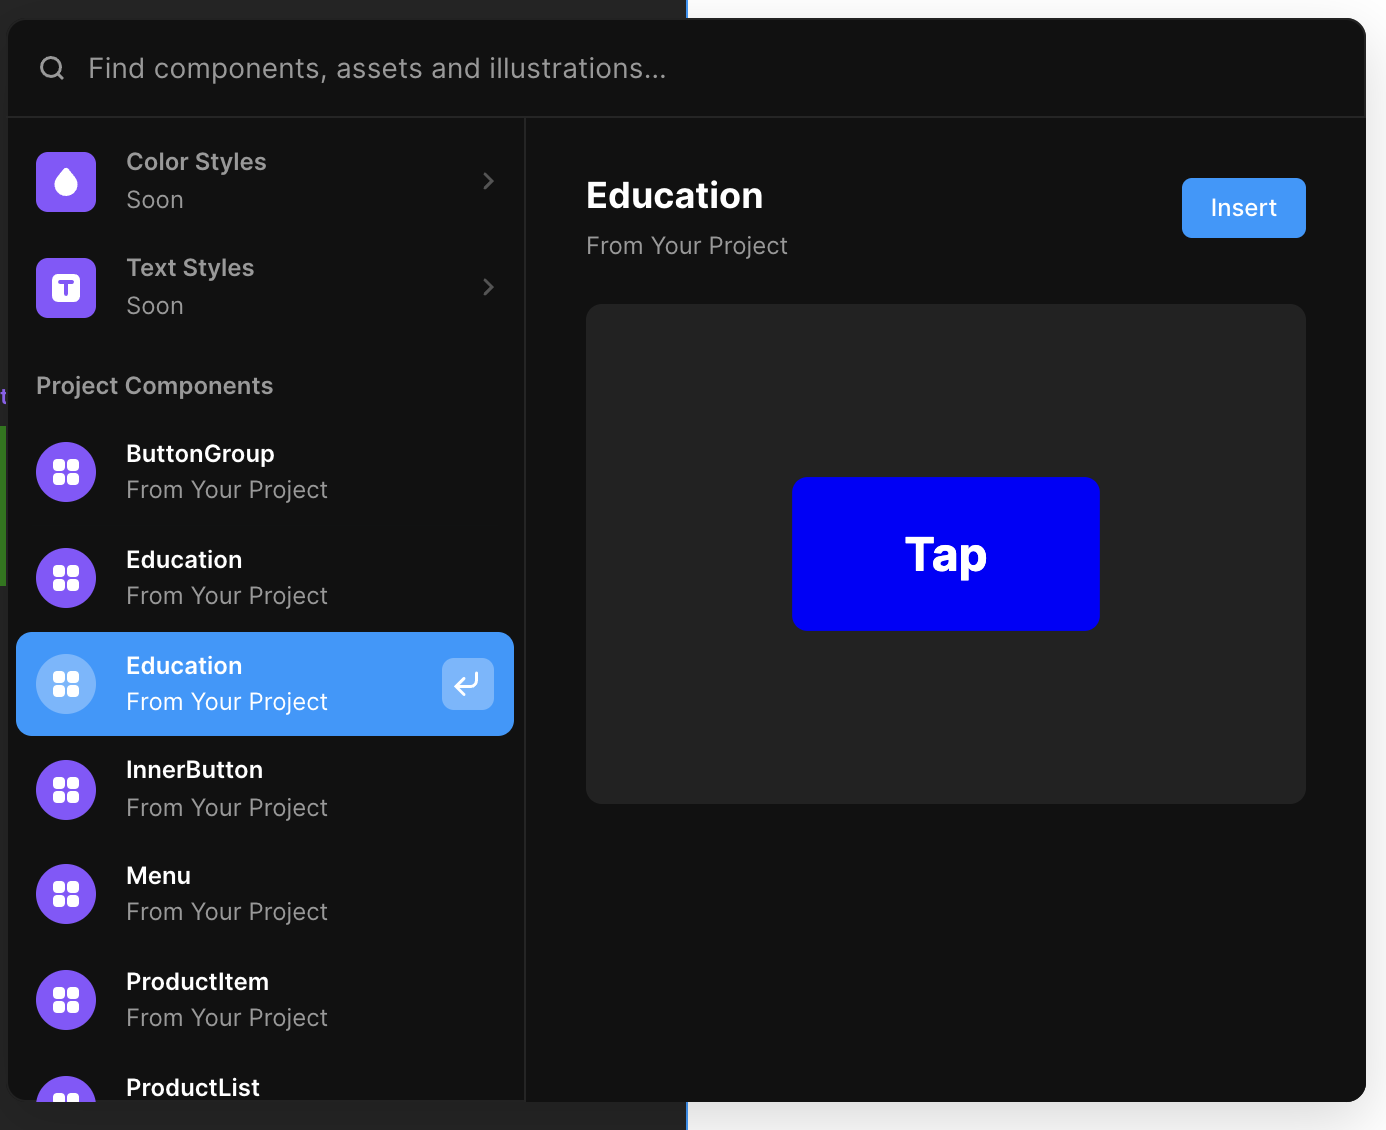 Find components, assets and illustrations...
Color Styles
Soon
Text Styles
Soon
Project Components
ButtonGroup
From Your Project
Education
From Your Project
Education
From Your Project
InnerButton
From Your Project
Menu
From Your Project
ProductItem
From Your Project
ProductList
Education
From Your Project
Insert
Tap
t